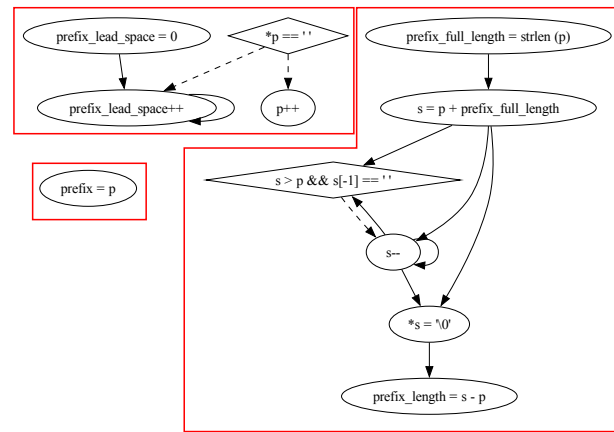 prefix_lead_space = 0
*p == ' '
prefix_lead_space++
p++
prefix = p
prefix_full_length = strlen (p)
s = p + prefix_full_length
s > p && s[-1] == ' '
s--
*s = '\0'
prefix_length = s - p